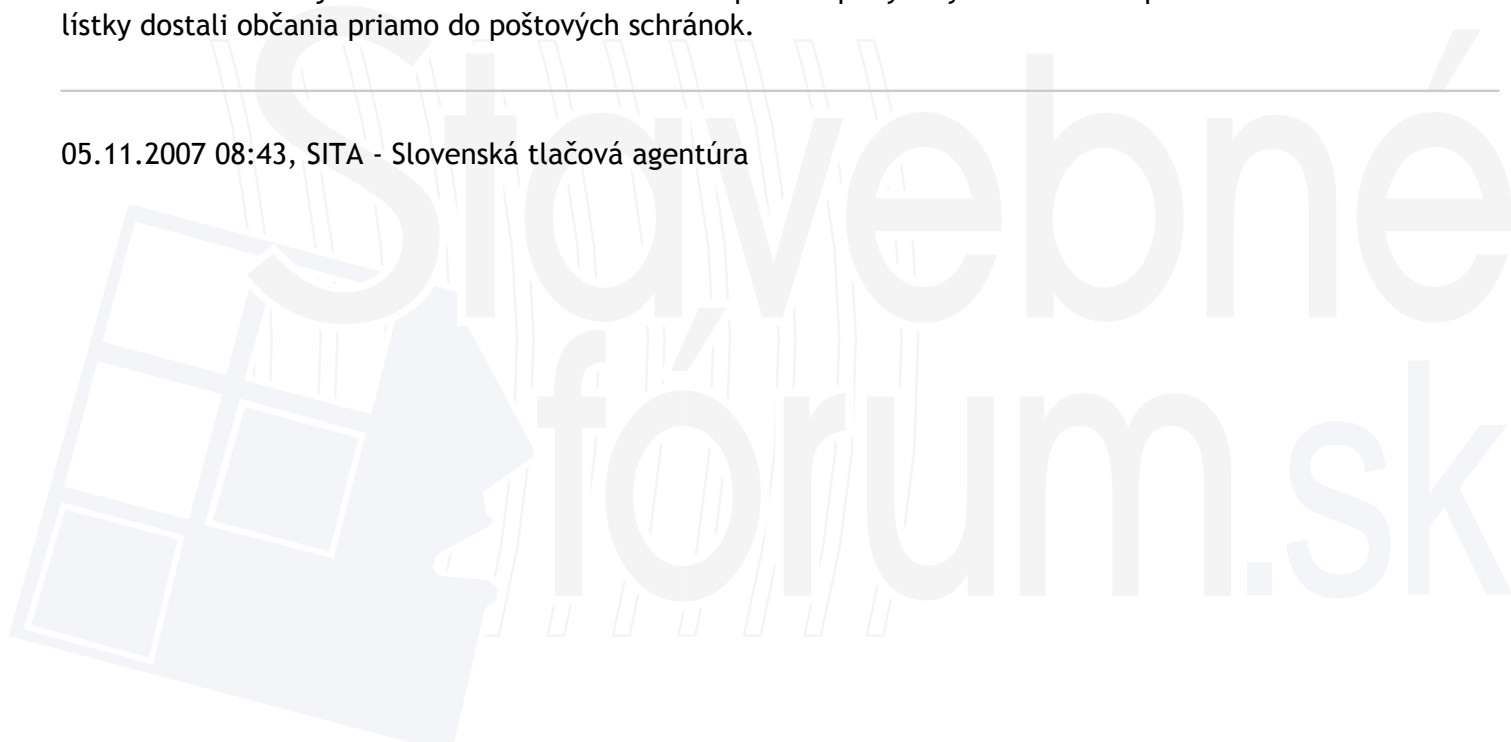 lístky dostali občania priamo do poštových schránok.
05.11.2007 08:43, SITA - Slovenská tlačová agentúra
Stavebné
fórum.sk